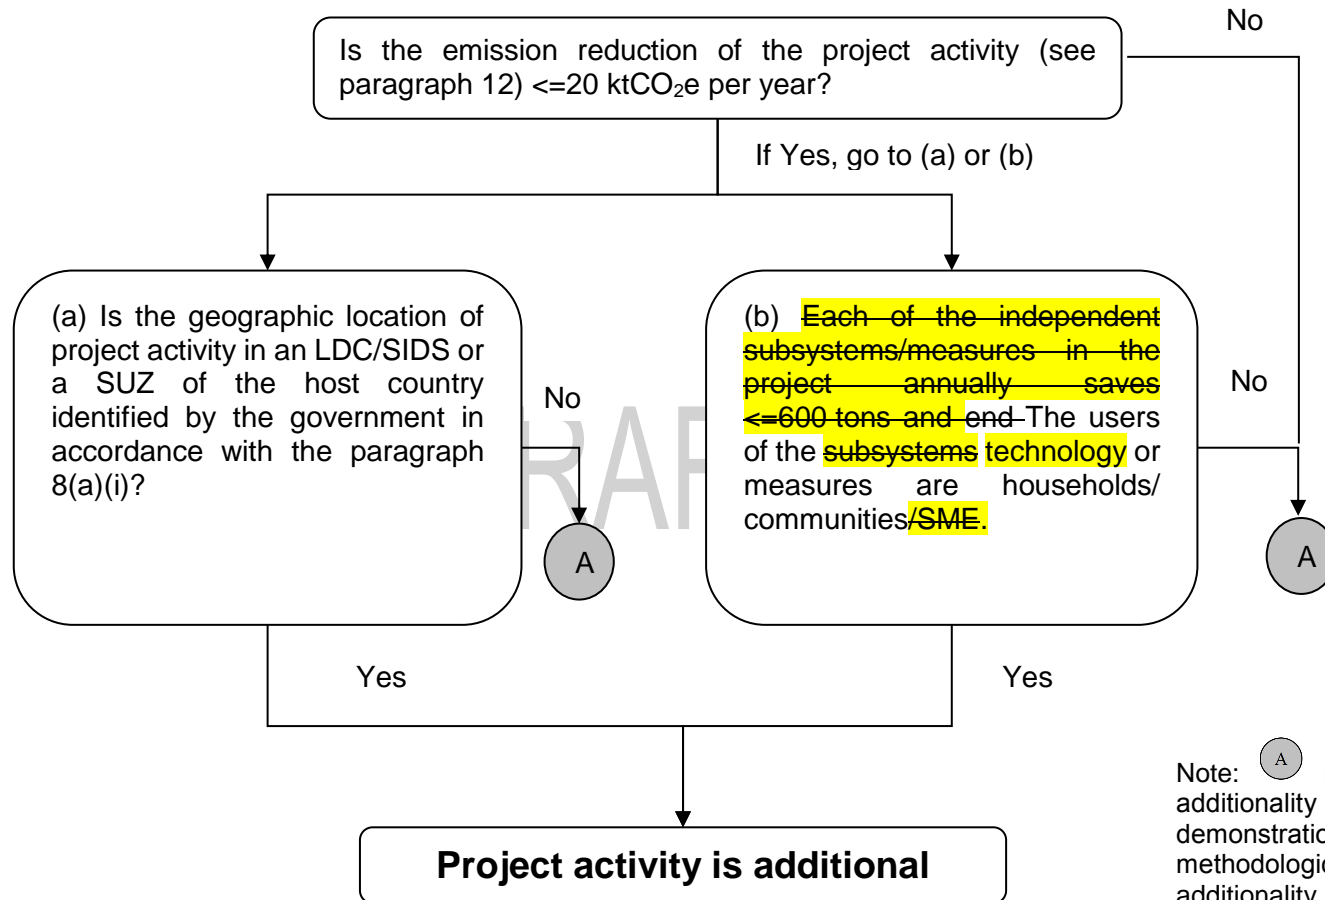 No
Is the emission reduction of the project activity (see
paragraph 12) <=20 ktCO₂e per year?
If Yes, go to (a) or (b)
(a) Is the geographic location of
project activity in an LDC/SIDS or
a SUZ of the host country
identified by the government in
accordance with the paragraph
8(a)(i)?
No
A
(b) Each of the independent
subsystems/measures in the
project annually saves
<=600 tons and end The users
of the subsystems technology or
measures are households/
communities/SME.
No
A
RAF
Yes
Yes
Project activity is additional
Note: A
additionality
demonstratio
methodologic
additionality